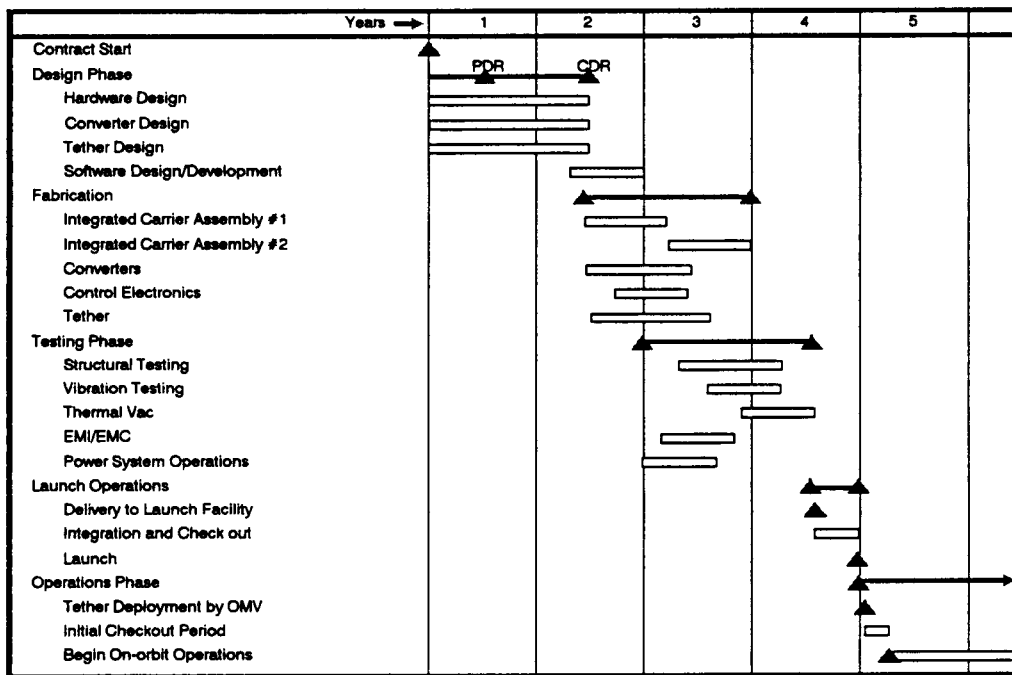 Years 1 2 3 4 5
Contract Start
Design Phase PDR CDR
Hardware Design
Converter Design
Tether Design
Software Design/Development
Fabrication
Integrated Carrier Assembly #1
Integrated Carrier Assembly #2
Converters
Control Electronics
Tether
Testing Phase
Structural Testing
Vibration Testing
Thermal Vac
EMI/EMC
Power System Operations
Launch Operations
Delivery to Launch Facility
Integration and Check out
Launch
Operations Phase
Tether Deployment by OMV
Initial Checkout Period
Begin On-orbit Operations